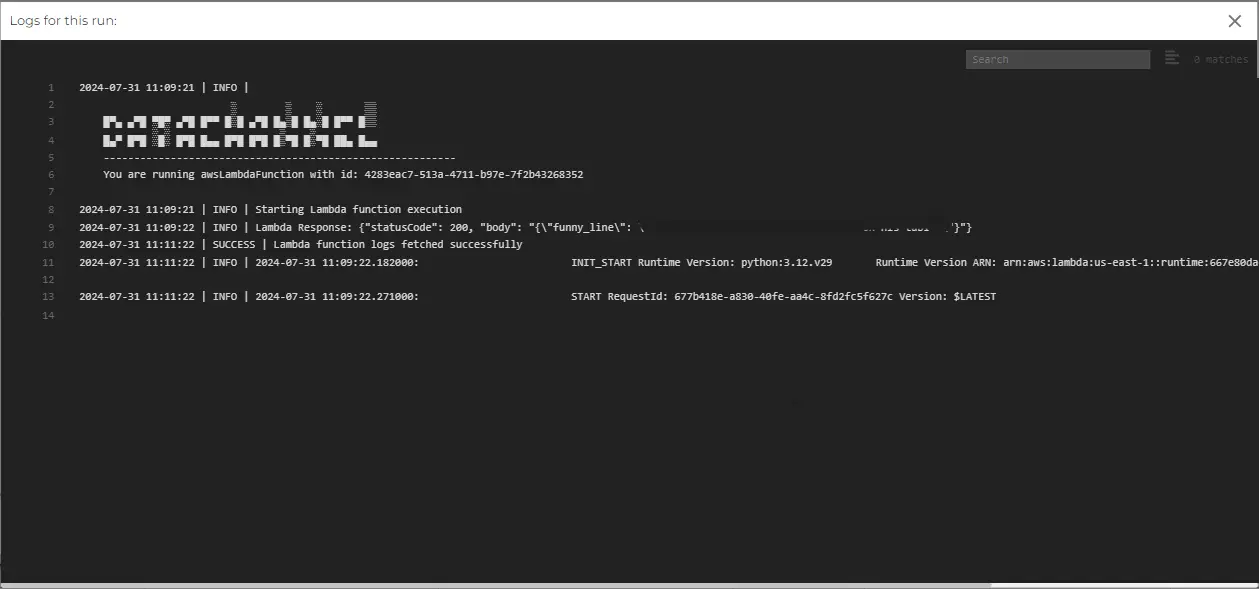 Logs for this run:
Search
0 matches
1 2024-07-31 11:09:21 | INFO |
2
3
4
5 ----------------------------------------------------------
6 You are running awsLambdaFunction with id: 4283eac7-513a-4711-b97e-7f2b43268352
7
8 2024-07-31 11:09:21 | INFO | Starting Lambda function execution
9 2024-07-31 11:09:22 | INFO | Lambda Response: {"statusCode": 200, "body": "{\"funny_line\": \ }"}
10 2024-07-31 11:11:22 | SUCCESS | Lambda function logs fetched successfully
11 2024-07-31 11:11:22 | INFO | 2024-07-31 11:09:22.182000: INIT_START Runtime Version: python:3.12.v29 Runtime Version ARN: arn:aws:lambda:us-east-1::runtime:667e80da
12
13 2024-07-31 11:11:22 | INFO | 2024-07-31 11:09:22.271000: START RequestId: 677b418e-a830-40fe-aa4c-8fd2fc5f627c Version: $LATEST
14